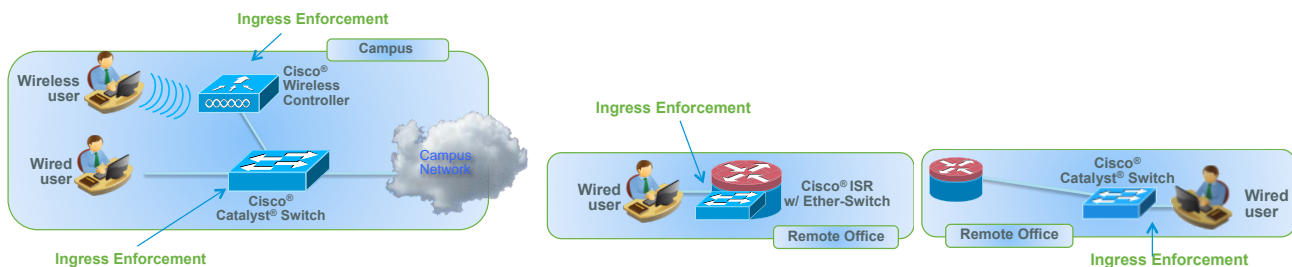 Ingress Enforcement
Campus
Wireless
user
Cisco®
Wireless
Controller
Wired
user
Campus
Network
Cisco®
Catalyst® Switch
Ingress Enforcement
Ingress Enforcement
Wired
user
Cisco® ISR
w/ Ether-Switch
Remote Office
Cisco®
Catalyst® Switch
Wired
user
Remote Office
Ingress Enforcement